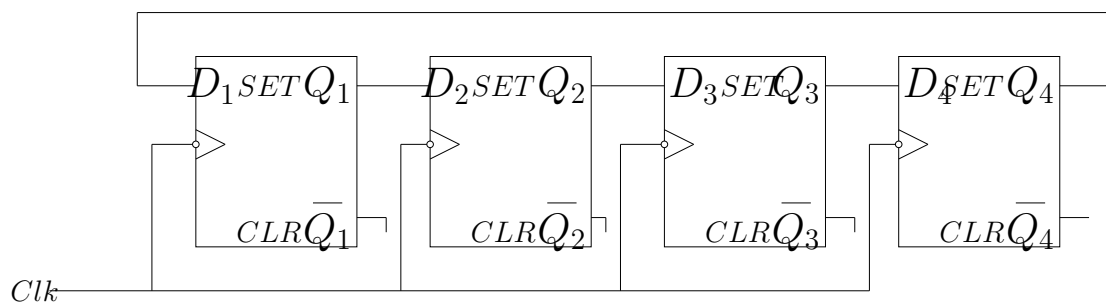 D₁ SET Q₁ D₂ SET Q₂ D₃ SET Q₃ D₄ SET Q₄
CLR Q̅₁ CLR Q̅₂ CLR Q̅₃ CLR Q̅₄
Clk